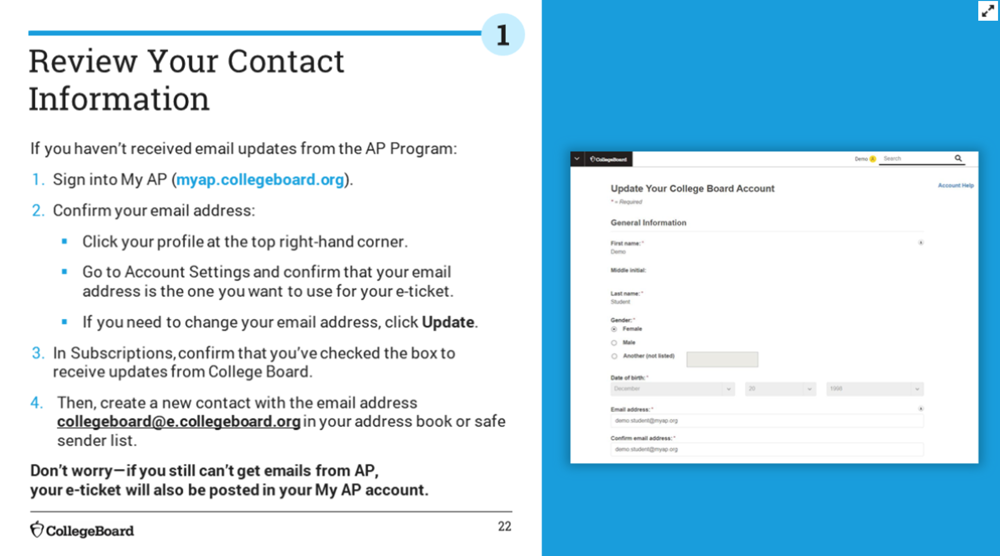 1
Review Your Contact
Information
If you haven't received email updates from the AP Program:
1. Sign into My AP (myap.collegeboard.org).
2. Confirm your email address:
▪ Click your profile at the top right-hand corner.
▪ Go to Account Settings and confirm that your email
address is the one you want to use for your e-ticket.
▪ If you need to change your email address, click Update.
3. In Subscriptions, confirm that you've checked the box to
receive updates from College Board.
4. Then, create a new contact with the email address
collegeboard@e.collegeboard.org in your address book or safe
sender list.
Don't worry—if you still can't get emails from AP,
your e-ticket will also be posted in your My AP account.
CollegeBoard
22
CollegeBoard
Demo
Search
Update Your College Board Account
Account Help
* = Required
General Information
First name: *
Demo
Middle initial:
Last name: *
Student
Gender: *
Female
Male
Another (not listed)
Date of birth: *
December 20 1998
Email address: *
demo.student@myap.org
Confirm email address: *
demo.student@myap.org